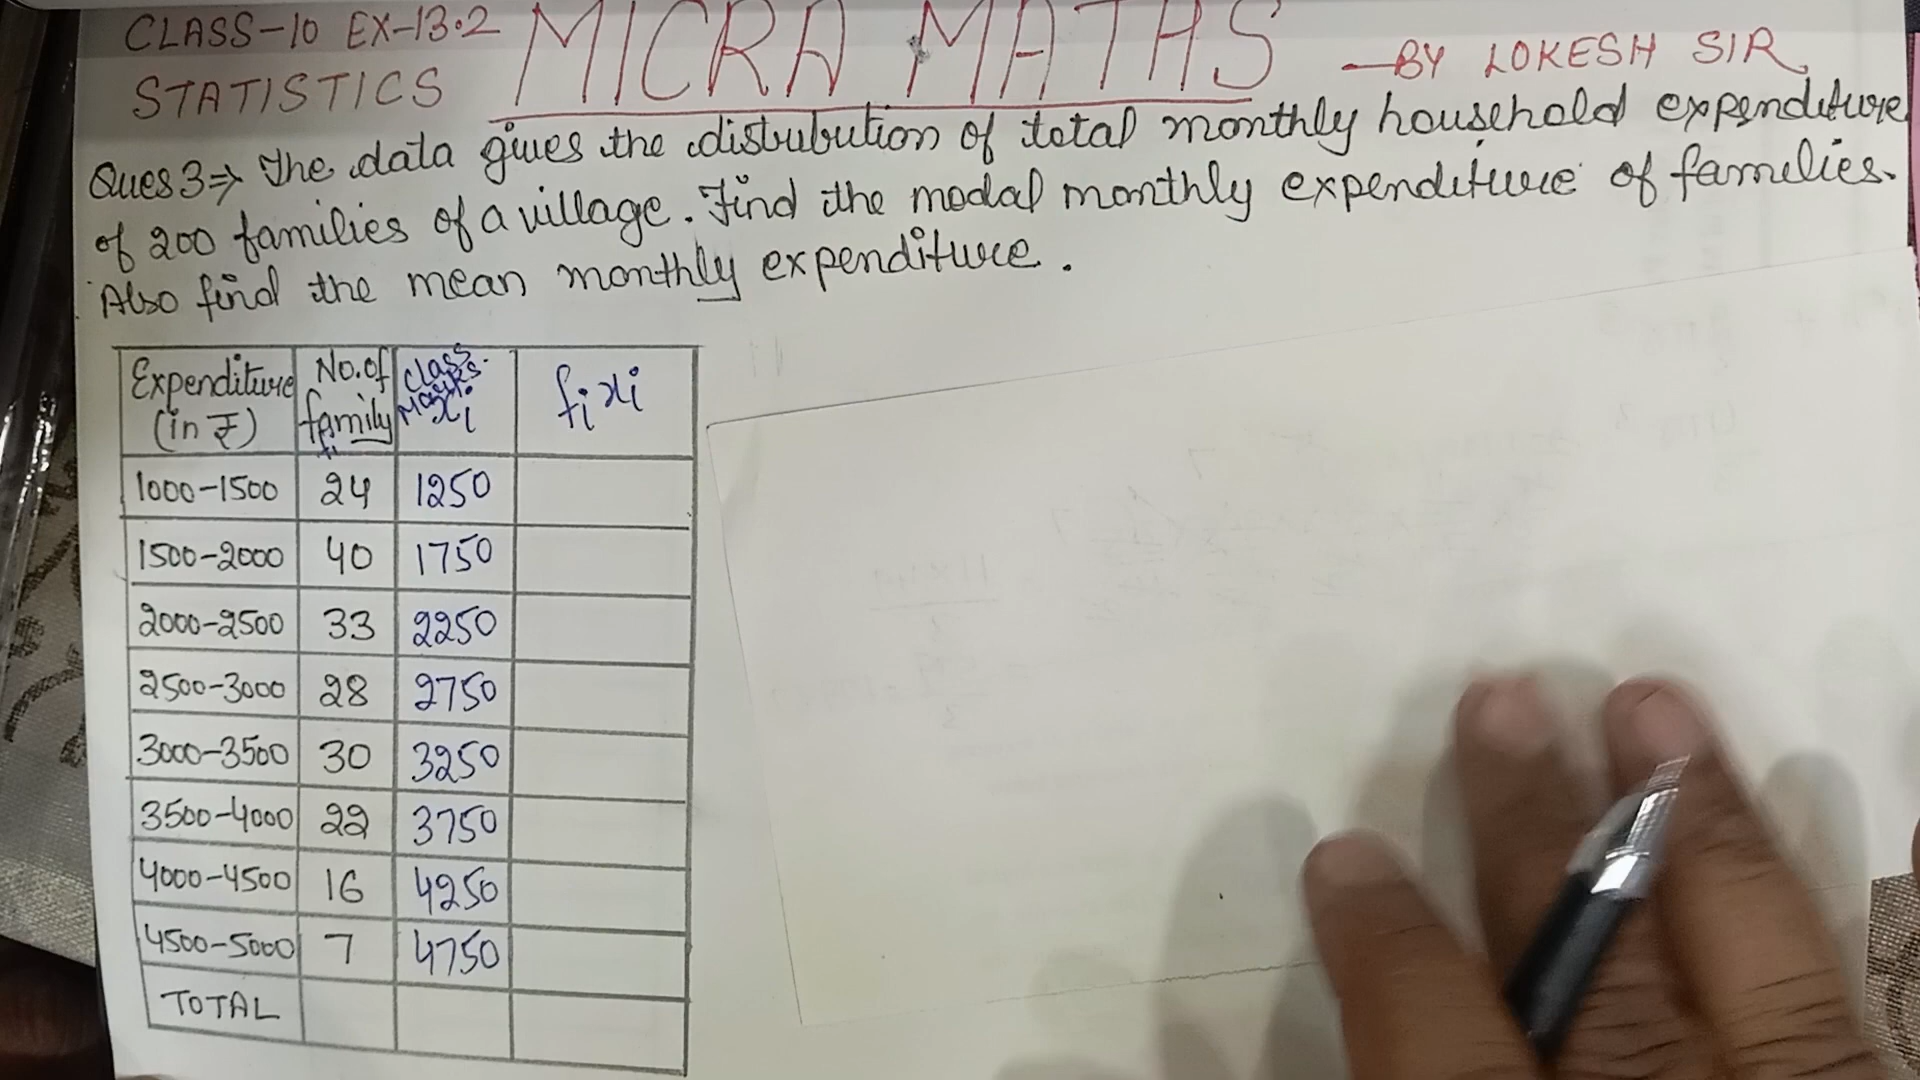 CLASS-10 EX-13.2 MICRA MATHS -BY LOKESH SIR
STATISTICS
Ques 3⇒ The data gives the distribution of total monthly household expenditure
of 200 families of a village. Find the modal monthly expenditure of families.
Also find the mean monthly expenditure.
Expenditure (in ₹) No. of family fi Class Marks xi fixi
1000-1500 24 1250
1500-2000 40 1750
2000-2500 33 2250
2500-3000 28 2750
3000-3500 30 3250
3500-4000 22 3750
4000-4500 16 4250
4500-5000 7 4750
TOTAL